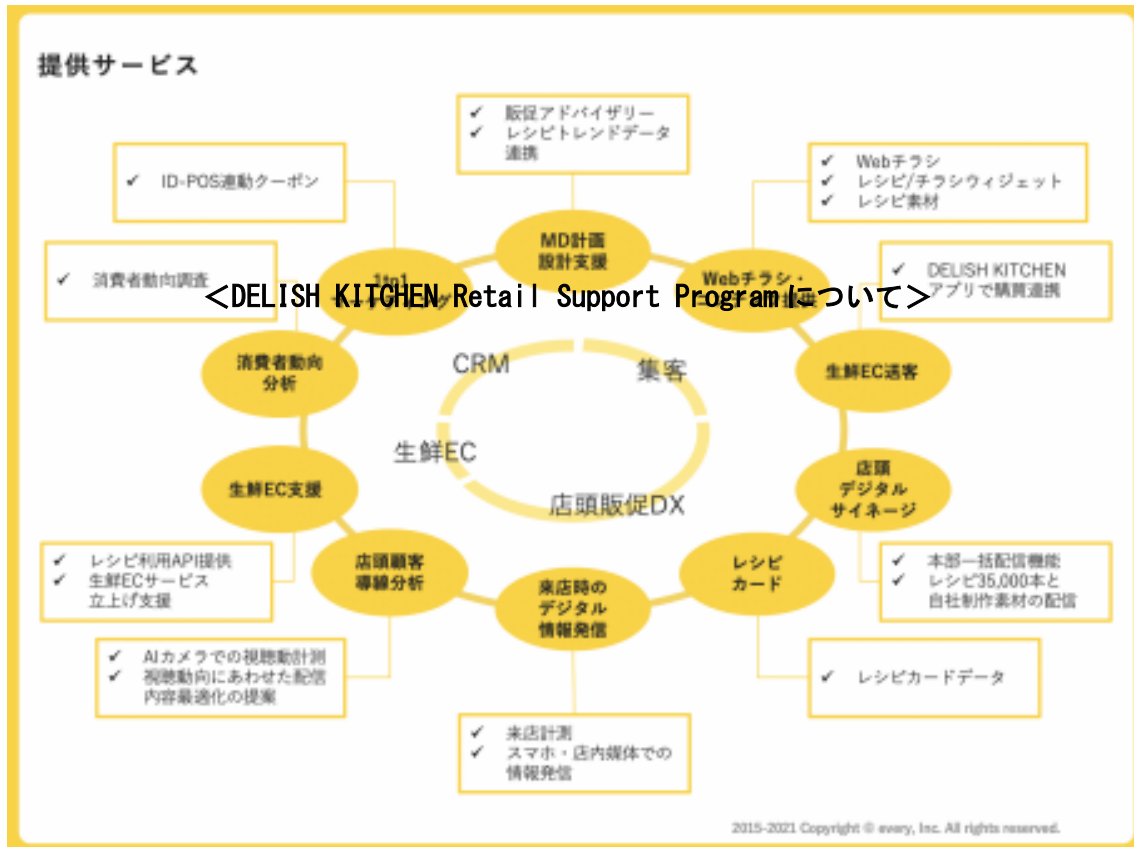 提供サービス
✓ 販促アドバイザリー
✓ レシピトレンドデータ
連携
✓ ID-POS連動クーポン
✓ Webチラシ
✓ レシピ/チラシウィジェット
✓ レシピ素材
MD計画
設計支援
✓ 消費者動向調査
1to1
Webチラシ・
✓ DELISH KITCHEN
アプリで購買連携
＜DELISH KITCHEN Retail Support Programについて＞
CRM
集客
消費者動向
分析
生鮮EC送客
生鮮EC
店頭販促DX
生鮮EC支援
店頭
デジタル
サイネージ
✓ レシピ利用API提供
✓ 生鮮ECサービス
立上げ支援
店頭顧客
導線分析
来店時の
デジタル
情報発信
レシピ
カード
✓ 本部一括配信機能
✓ レシピ35,000本と
自社制作素材の配信
✓ AIカメラでの視聴動計測
✓ 視聴動向にあわせた配信
内容最適化の提案
✓ レシピカードデータ
✓ 来店計測
✓ スマホ・店内媒体での
情報発信
2015-2021 Copyright © every, Inc. All rights reserved.